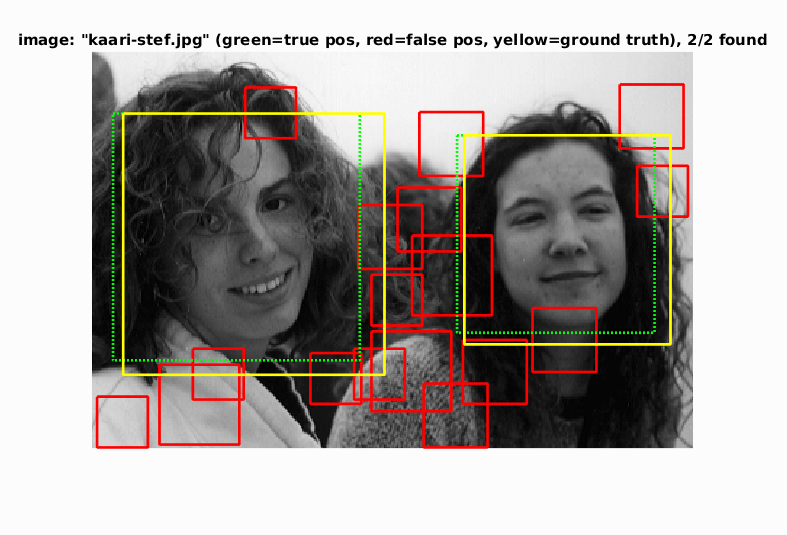 image: "kaari-stef.jpg" (green=true pos, red=false pos, yellow=ground truth), 2/2 found